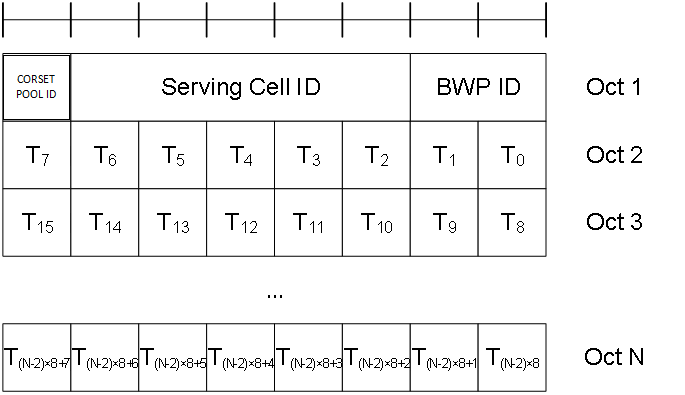 CORSET POOL ID Serving Cell ID BWP ID Oct 1
T7 T6 T5 T4 T3 T2 T1 T0 Oct 2
T15 T14 T13 T12 T11 T10 T9 T8 Oct 3
...
T(N-2)×8+7 T(N-2)×8+6 T(N-2)×8+5 T(N-2)×8+4 T(N-2)×8+3 T(N-2)×8+2 T(N-2)×8+1 T(N-2)×8 Oct N